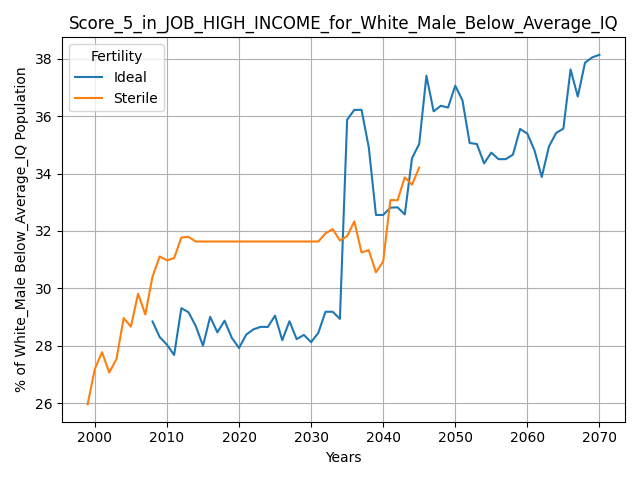 Score_5_in_JOB_HIGH_INCOME_for_White_Male_Below_Average_IQ
Fertility
Ideal
Sterile
% of White_Male Below_Average_IQ Population
38
36
34
32
30
28
26
2000
2010
2020
2030
2040
2050
2060
2070
Years